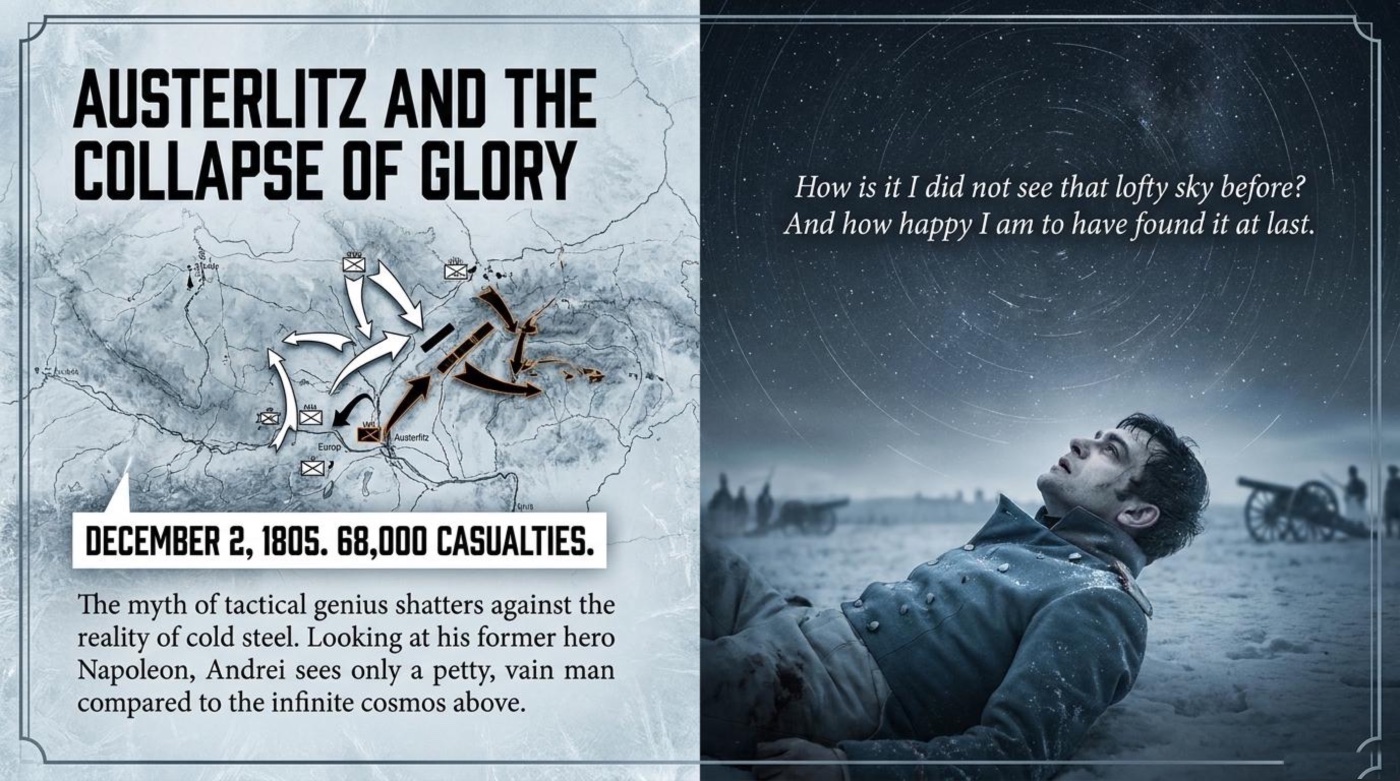 AUSTERLITZ AND THE
COLLAPSE OF GLORY
How is it I did not see that lofty sky before?
And how happy I am to have found it at last.
Europ
Austerfitz
DECEMBER 2, 1805. 68,000 CASUALTIES.
The myth of tactical genius shatters against the
reality of cold steel. Looking at his former hero
Napoleon, Andrei sees only a petty, vain man
compared to the infinite cosmos above.